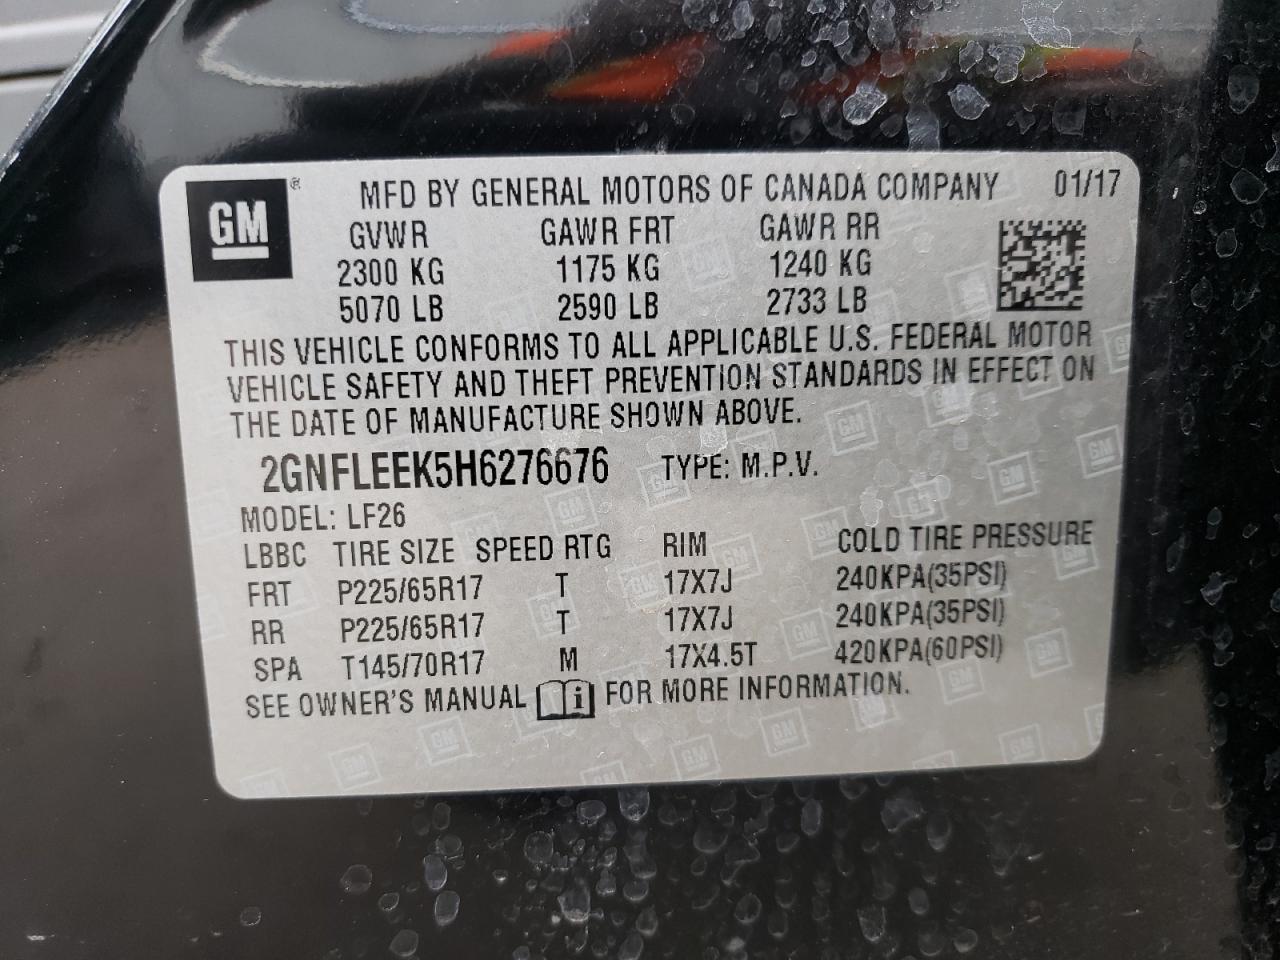 GM ® MFD BY GENERAL MOTORS OF CANADA COMPANY 01/17
GVWR GAWR FRT GAWR RR
2300 KG 1175 KG 1240 KG
5070 LB 2590 LB 2733 LB
THIS VEHICLE CONFORMS TO ALL APPLICABLE U.S. FEDERAL MOTOR
VEHICLE SAFETY AND THEFT PREVENTION STANDARDS IN EFFECT ON
THE DATE OF MANUFACTURE SHOWN ABOVE.
2GNFLEEK5H6276676 TYPE: M.P.V.
MODEL: LF26
LBBC TIRE SIZE SPEED RTG RIM COLD TIRE PRESSURE
FRT P225/65R17 T 17X7J 240KPA(35PSI)
RR P225/65R17 T 17X7J 240KPA(35PSI)
SPA T145/70R17 M 17X4.5T 420KPA(60PSI)
SEE OWNER'S MANUAL i FOR MORE INFORMATION.